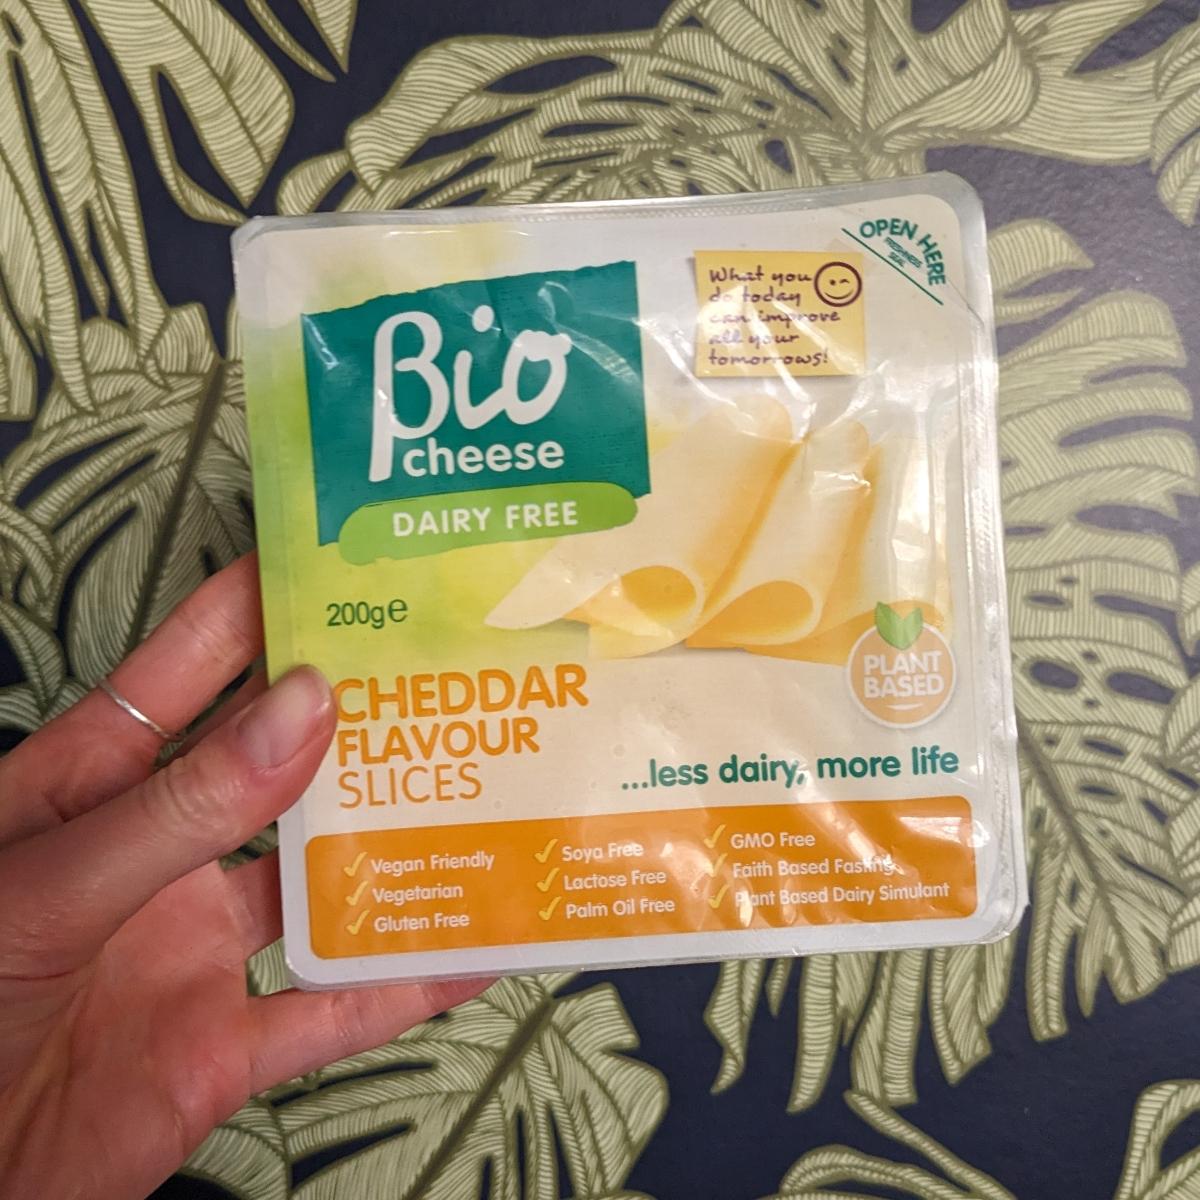 OPEN HERE
FRESHNESS
SEAL
What you
do today
can improve
all your
tomorrows!
Bio
cheese
DAIRY FREE
200g℮
PLANT
BASED
CHEDDAR
FLAVOUR
SLICES
...less dairy, more life
Vegan Friendly
Vegetarian
Gluten Free
Soya Free
Lactose Free
Palm Oil Free
GMO Free
Faith Based Fasting
Plant Based Dairy Simulant